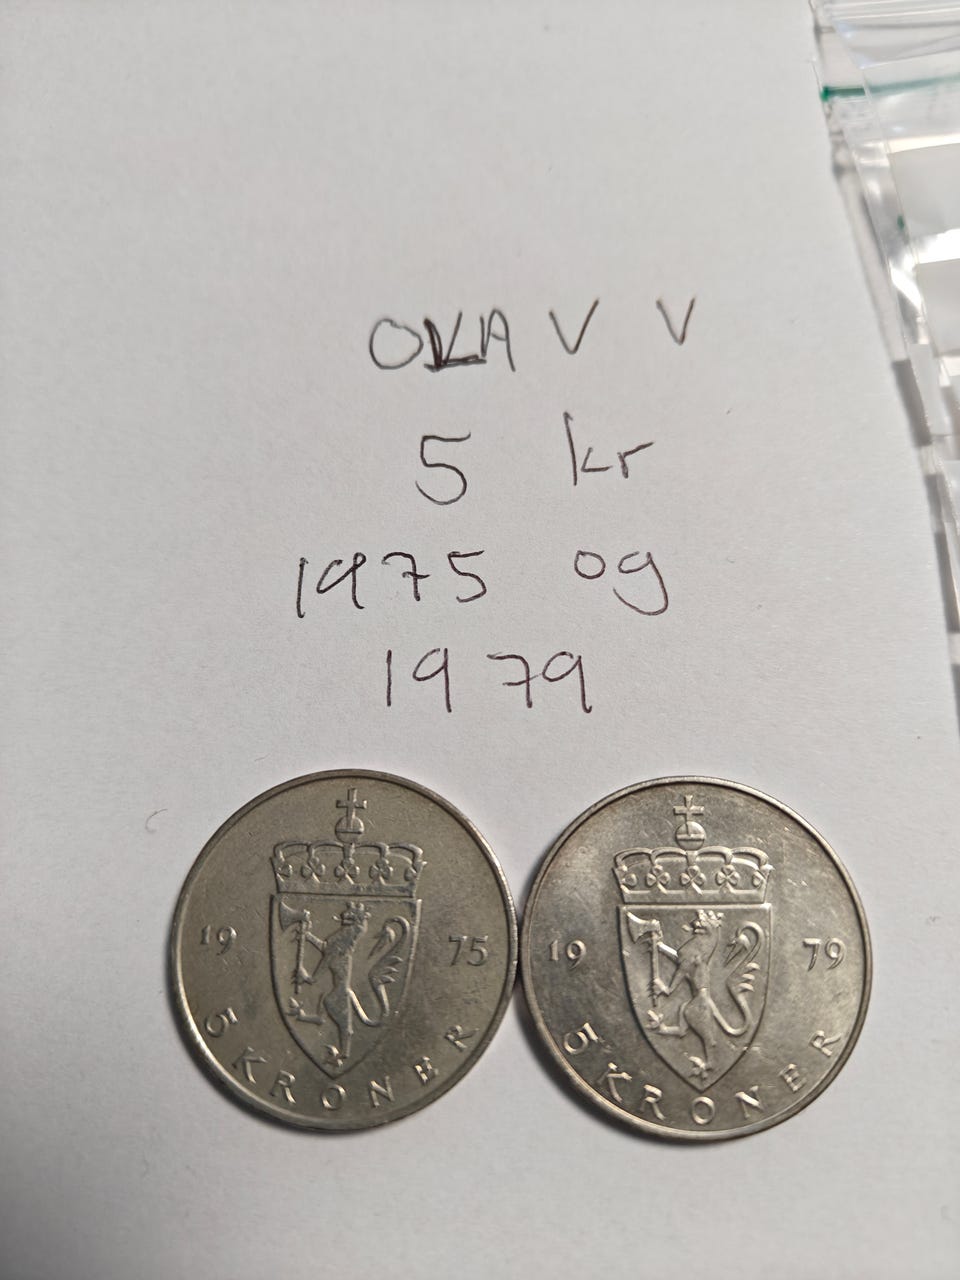 OLAV V
5 kr
1975 og
1979
19 75
5 KRONER
19 79
5 KRONER